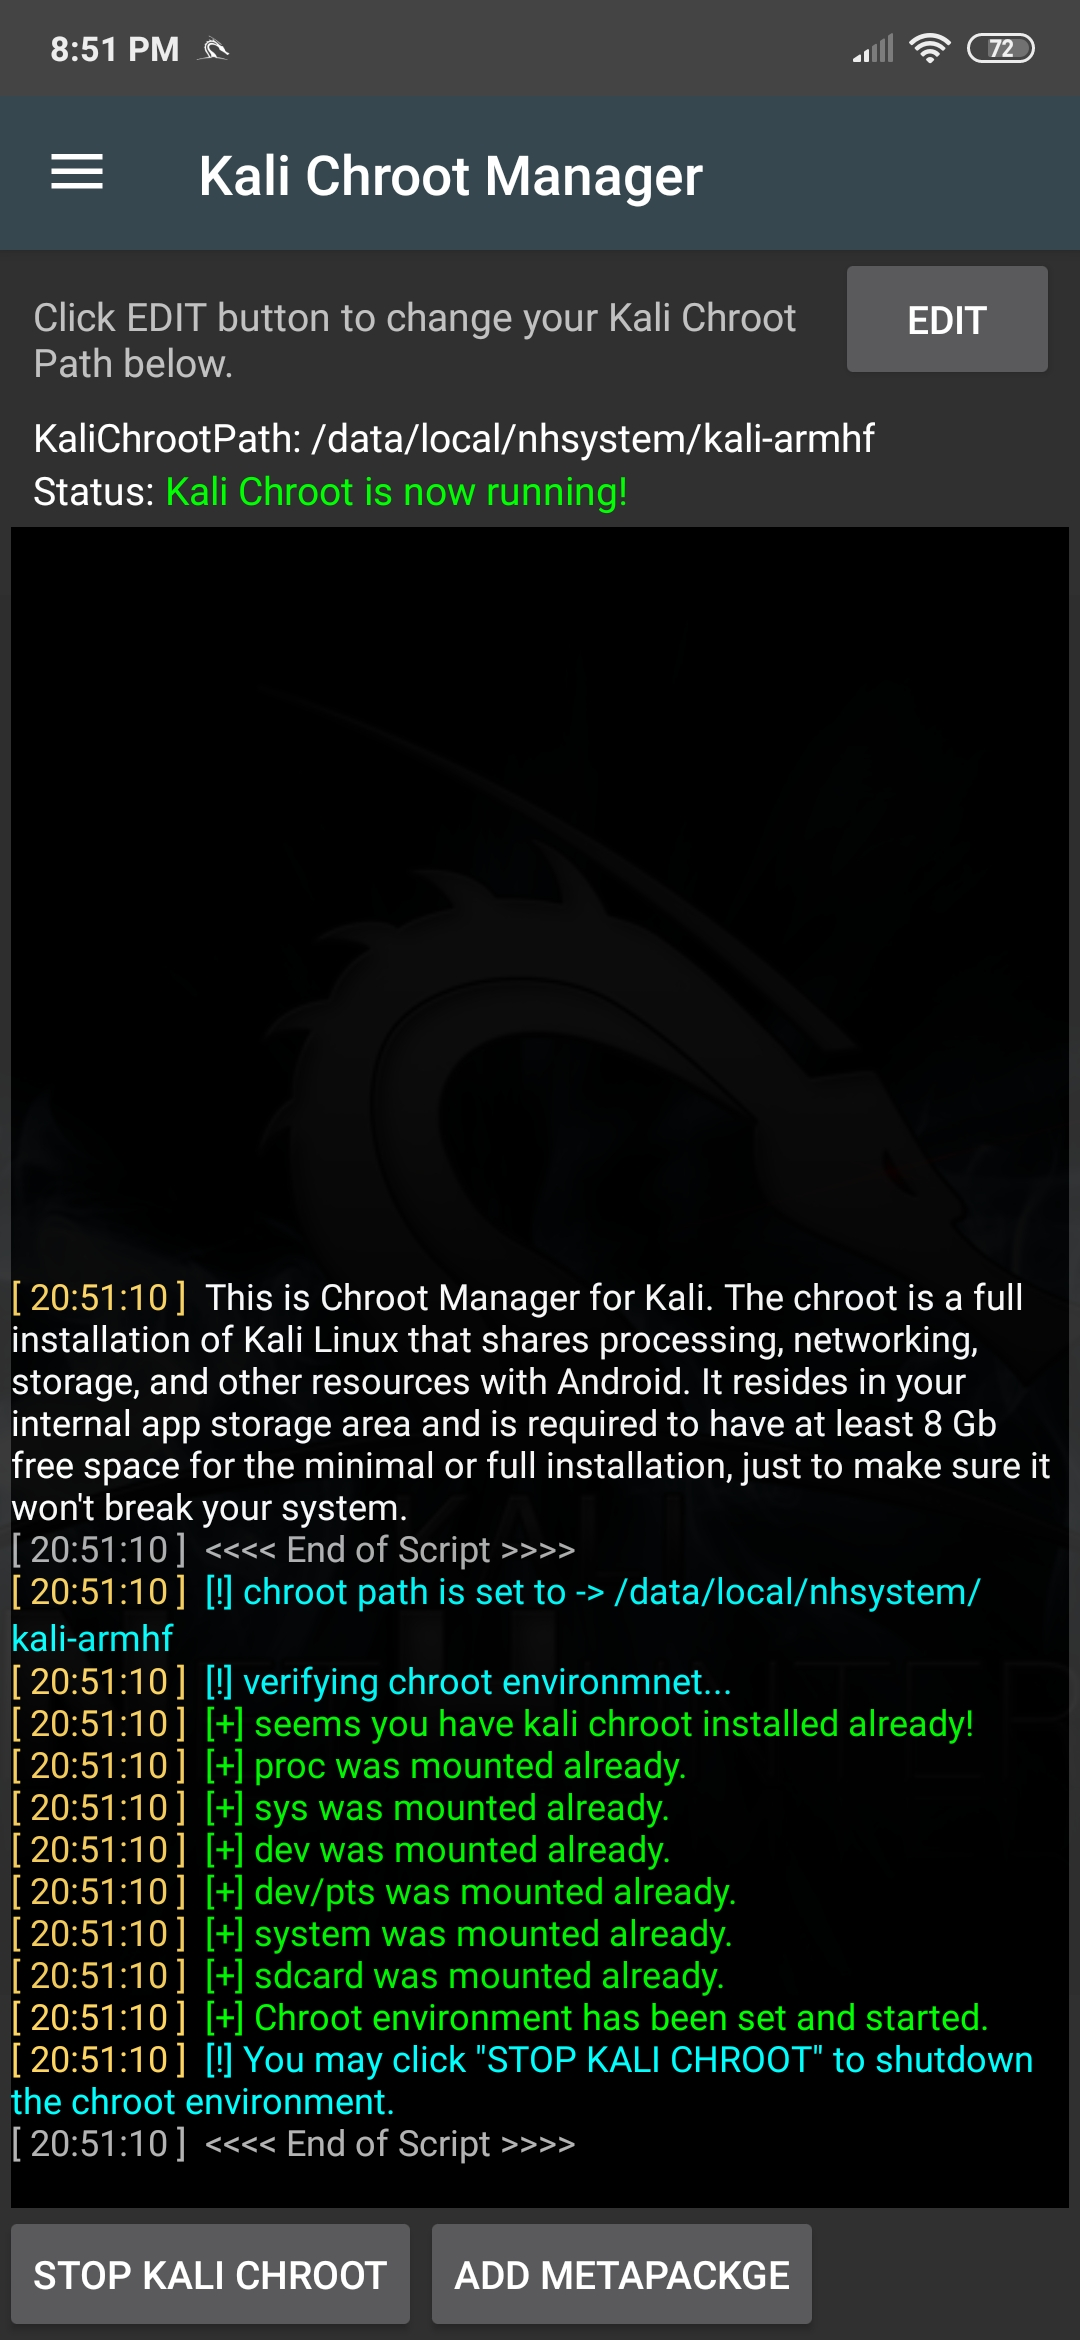 8:51 PM
72
Kali Chroot Manager
Click EDIT button to change your Kali Chroot
Path below.
EDIT
KaliChrootPath: /data/local/nhsystem/kali-armhf
Status: Kali Chroot is now running!
[ 20:51:10 ]  This is Chroot Manager for Kali. The chroot is a full
installation of Kali Linux that shares processing, networking,
storage, and other resources with Android. It resides in your
internal app storage area and is required to have at least 8 Gb
free space for the minimal or full installation, just to make sure it
won't break your system.
[ 20:51:10 ]  <<<< End of Script >>>>
[ 20:51:10 ]  [!] chroot path is set to -> /data/local/nhsystem/
kali-armhf
[ 20:51:10 ]  [!] verifying chroot environmnet...
[ 20:51:10 ]  [+] seems you have kali chroot installed already!
[ 20:51:10 ]  [+] proc was mounted already.
[ 20:51:10 ]  [+] sys was mounted already.
[ 20:51:10 ]  [+] dev was mounted already.
[ 20:51:10 ]  [+] dev/pts was mounted already.
[ 20:51:10 ]  [+] system was mounted already.
[ 20:51:10 ]  [+] sdcard was mounted already.
[ 20:51:10 ]  [+] Chroot environment has been set and started.
[ 20:51:10 ]  [!] You may click "STOP KALI CHROOT" to shutdown
the chroot environment.
[ 20:51:10 ]  <<<< End of Script >>>>
STOP KALI CHROOT
ADD METAPACKGE